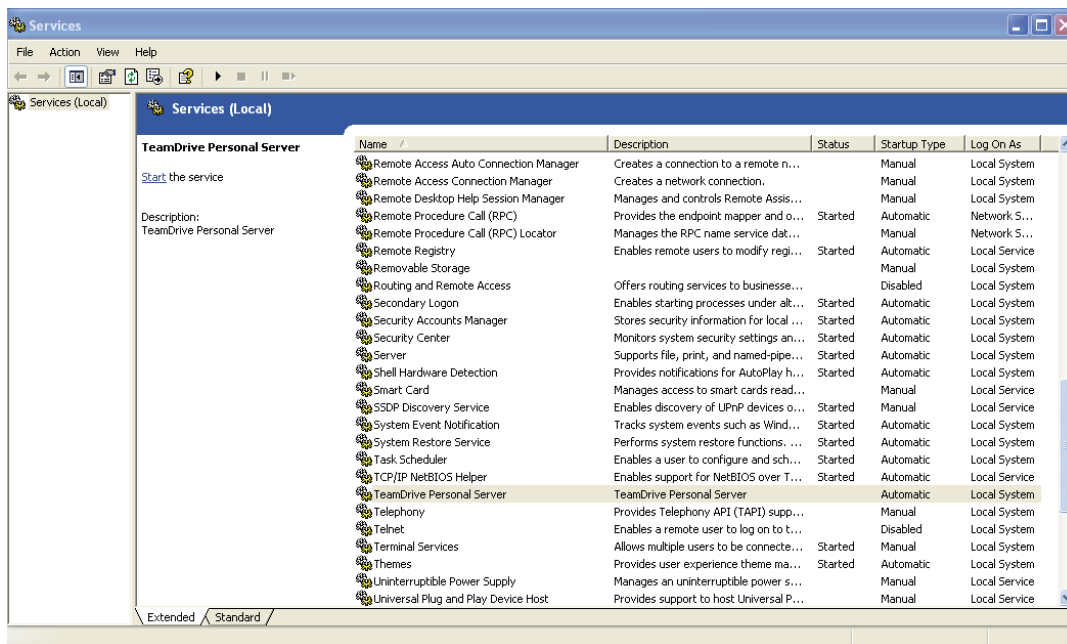 Services
File Action View Help
Services (Local)
Services (Local)
TeamDrive Personal Server
Start the service
Description:
TeamDrive Personal Server
Name Description Status Startup Type Log On As
Remote Access Auto Connection Manager Creates a connection to a remote n... Manual Local System
Remote Access Connection Manager Creates a network connection. Manual Local System
Remote Desktop Help Session Manager Manages and controls Remote Assis... Manual Local System
Remote Procedure Call (RPC) Provides the endpoint mapper and o... Started Automatic Network S...
Remote Procedure Call (RPC) Locator Manages the RPC name service dat... Manual Network S...
Remote Registry Enables remote users to modify regi... Started Automatic Local Service
Removable Storage Manual Local System
Routing and Remote Access Offers routing services to businesse... Disabled Local System
Secondary Logon Enables starting processes under alt... Started Automatic Local System
Security Accounts Manager Stores security information for local ... Started Automatic Local System
Security Center Monitors system security settings an... Started Automatic Local System
Server Supports file, print, and named-pipe... Started Automatic Local System
Shell Hardware Detection Provides notifications for AutoPlay h... Started Automatic Local System
Smart Card Manages access to smart cards read... Manual Local Service
SSDP Discovery Service Enables discovery of UPnP devices o... Started Manual Local Service
System Event Notification Tracks system events such as Wind... Started Automatic Local System
System Restore Service Performs system restore functions. ... Started Automatic Local System
Task Scheduler Enables a user to configure and sch... Started Automatic Local System
TCP/IP NetBIOS Helper Enables support for NetBIOS over T... Started Automatic Local Service
TeamDrive Personal Server TeamDrive Personal Server Automatic Local System
Telephony Provides Telephony API (TAPI) supp... Manual Local System
Telnet Enables a remote user to log on to t... Disabled Local System
Terminal Services Allows multiple users to be connecte... Started Manual Local System
Themes Provides user experience theme ma... Started Automatic Local System
Uninterruptible Power Supply Manages an uninterruptible power s... Manual Local Service
Universal Plug and Play Device Host Provides support to host Universal P... Manual Local Service
Extended Standard